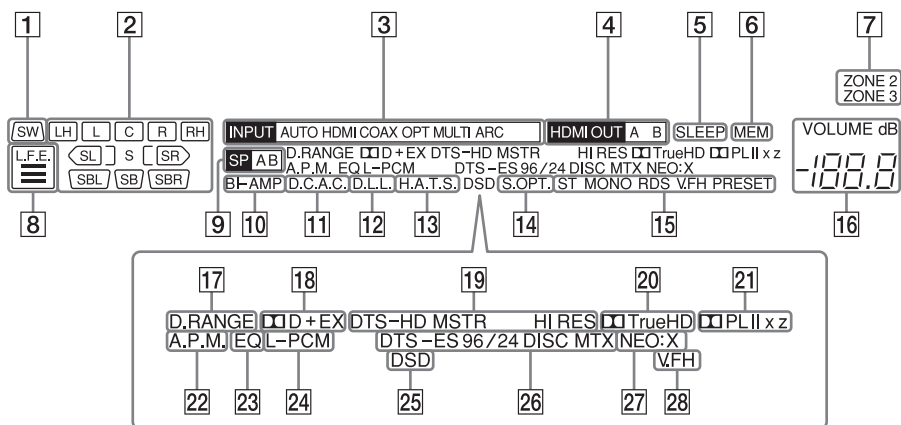 1 2 3 4 5 6 7
ZONE 2
ZONE 3
SW LH L C R RH INPUT AUTO HDMI COAX OPT MULTI ARC HDMI OUT A B SLEEP MEM VOLUME dB
L.F.E. SL S SR SP A B D.RANGE D+EX DTS-HD MSTR HI RES TrueHD PLII x z
SBL SB SBR A.P.M. EQ L-PCM DTS-ES 96/24 DISC MTX NEO:X -188.8
BI-AMP D.C.A.C. D.L.L. H.A.T.S. DSD S.OPT. ST MONO RDS V.FH PRESET
8 9 10 11 12 13 14 15 16
17 18 19 20 21
D.RANGE D+EX DTS-HD MSTR HI RES TrueHD PLII x z
A.P.M. EQ L-PCM DTS-ES 96/24 DISC MTX NEO:X
DSD V.FH
22 23 24 25 26 27 28